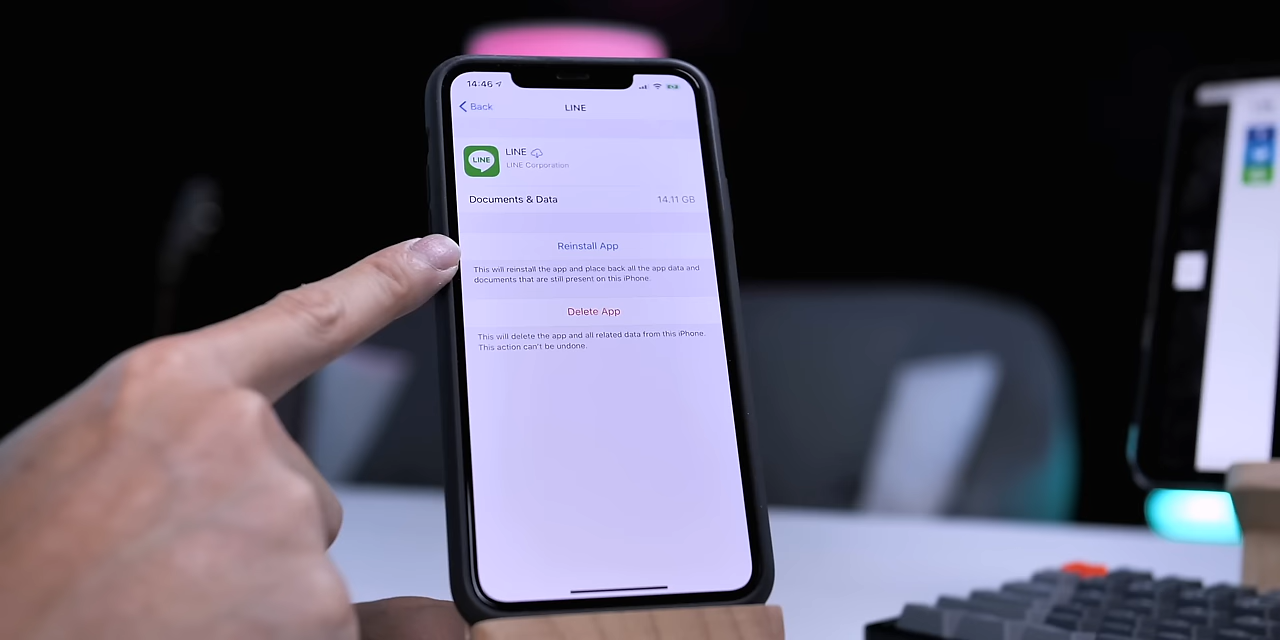 14:46
Back
LINE
LINE
LINE
LINE Corporation
Documents & Data
14.11 GB
Reinstall App
This will reinstall the app and place back all the app data and
documents that are still present on this iPhone.
Delete App
This will delete the app and all related data from this iPhone.
This action can't be undone.